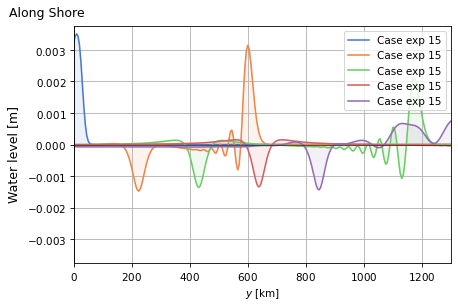 Along Shore
Case exp 15
Case exp 15
Case exp 15
Case exp 15
Case exp 15
Water level [m]
0.003
0.002
0.001
0.000
−0.001
−0.002
−0.003
0
200
400
600
800
1000
1200
y [km]